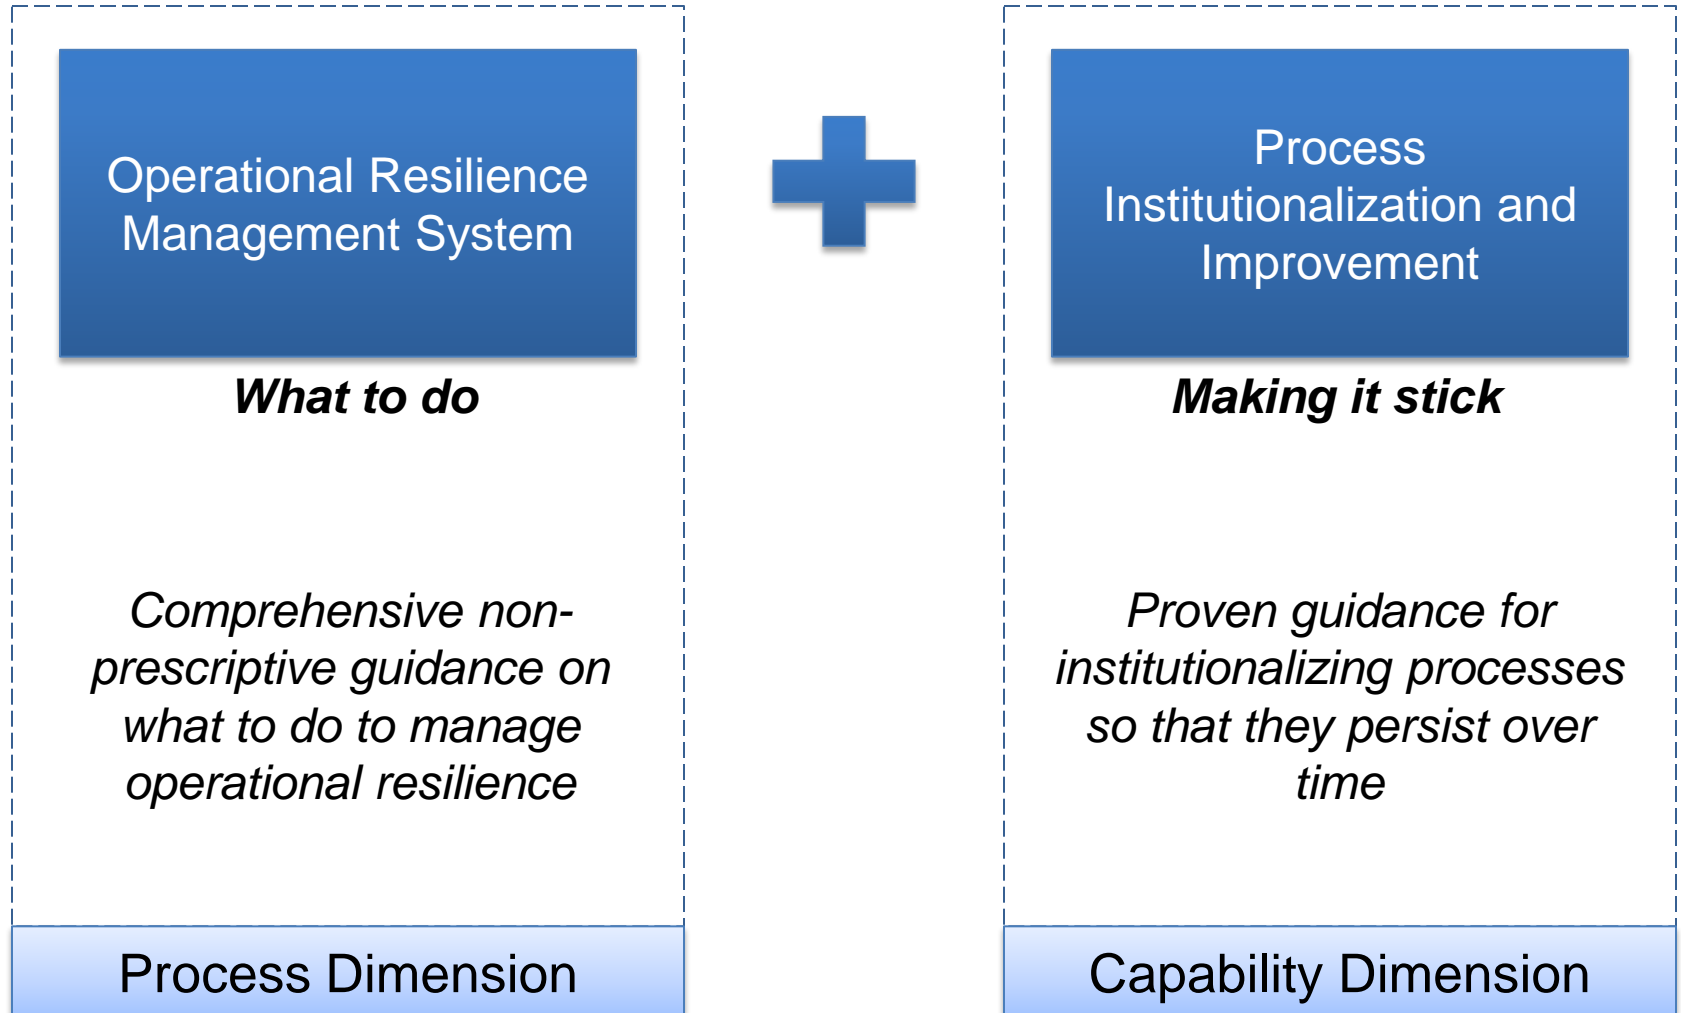 Operational Resilience
Management System
What to do
Comprehensive non-
prescriptive guidance on
what to do to manage
operational resilience
Process Dimension
Process
Institutionalization and
Improvement
Making it stick
Proven guidance for
institutionalizing processes
so that they persist over
time
Capability Dimension